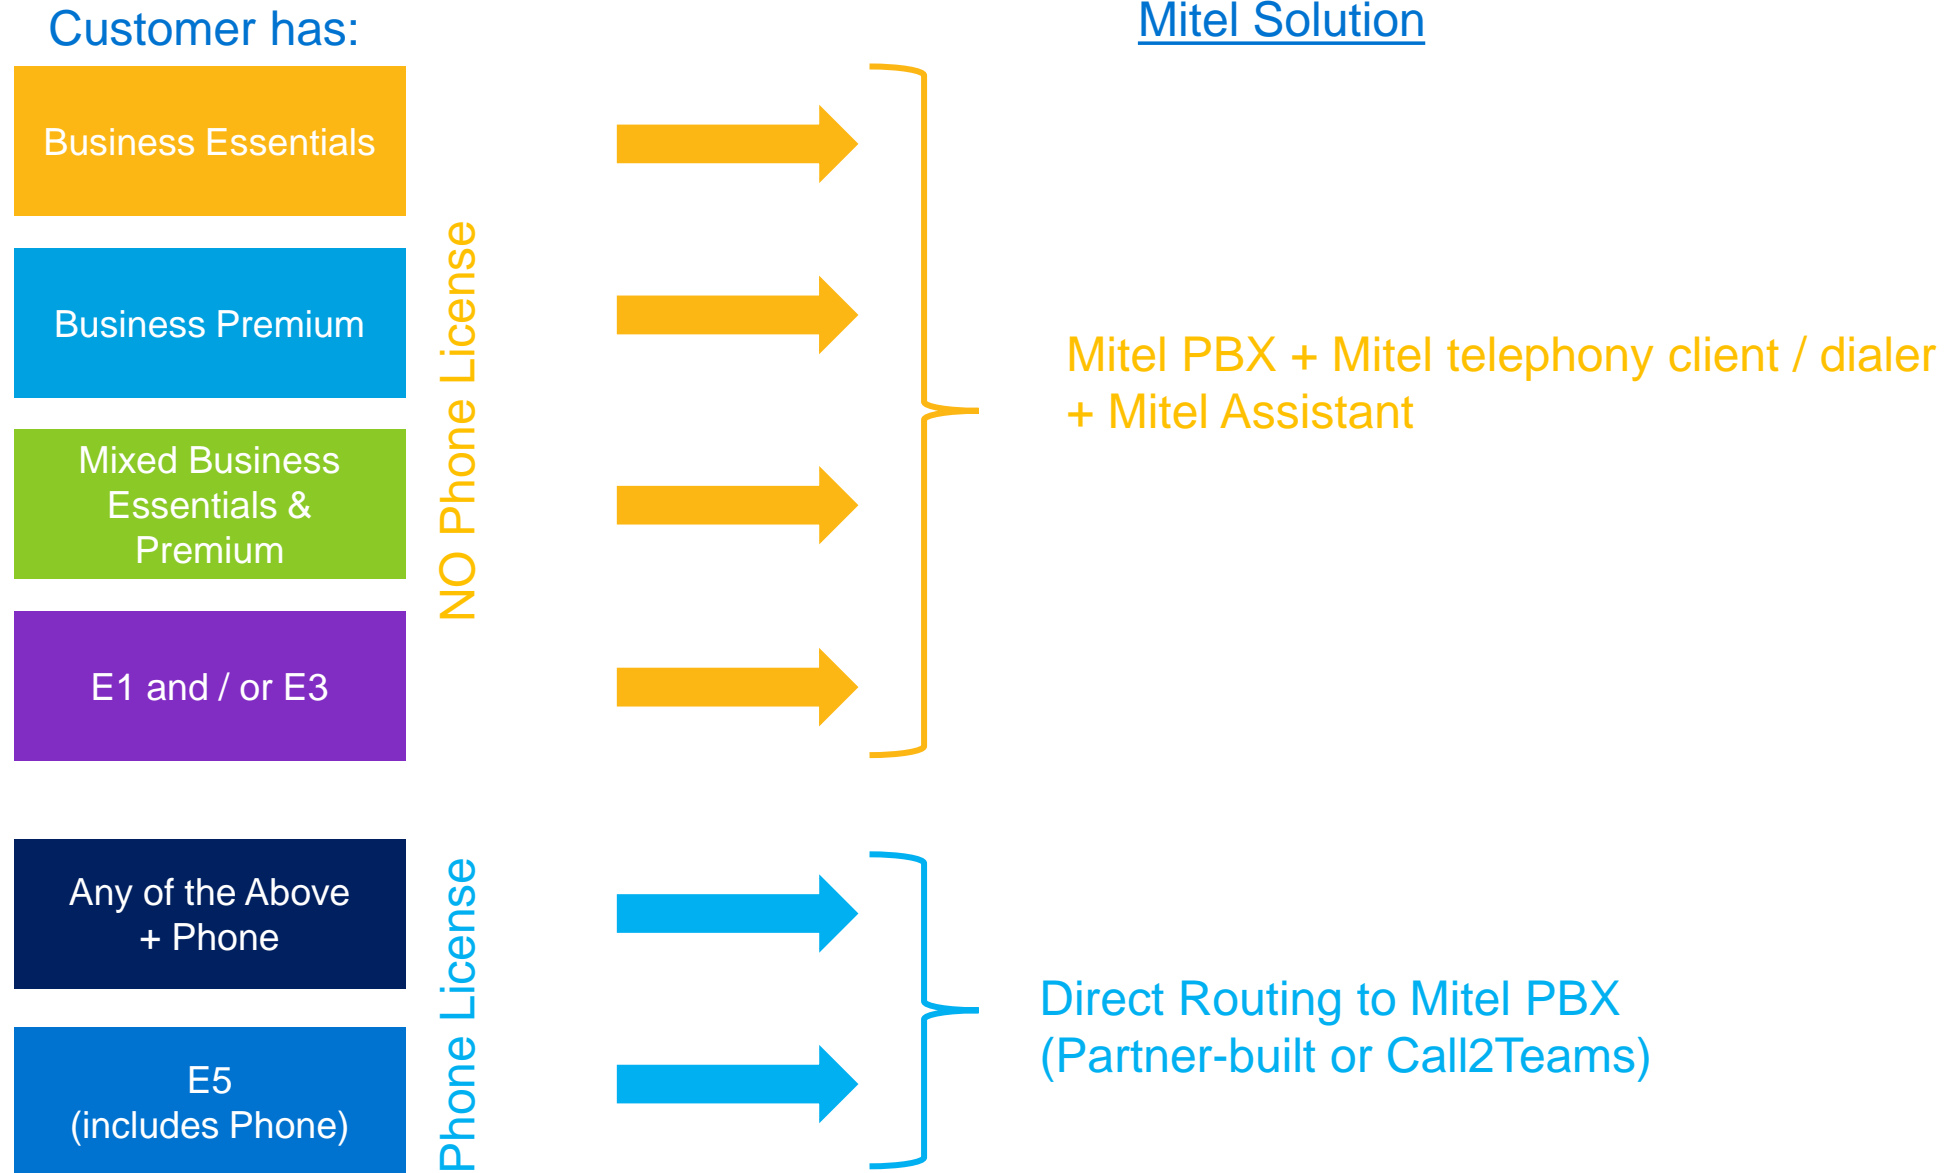 Customer has:
Mitel Solution
Business Essentials
Business Premium
Mixed Business
Essentials &
Premium
E1 and / or E3
NO Phone License
Mitel PBX + Mitel telephony client / dialer
+ Mitel Assistant
Any of the Above
+ Phone
E5
(includes Phone)
Phone License
Direct Routing to Mitel PBX
(Partner-built or Call2Teams)